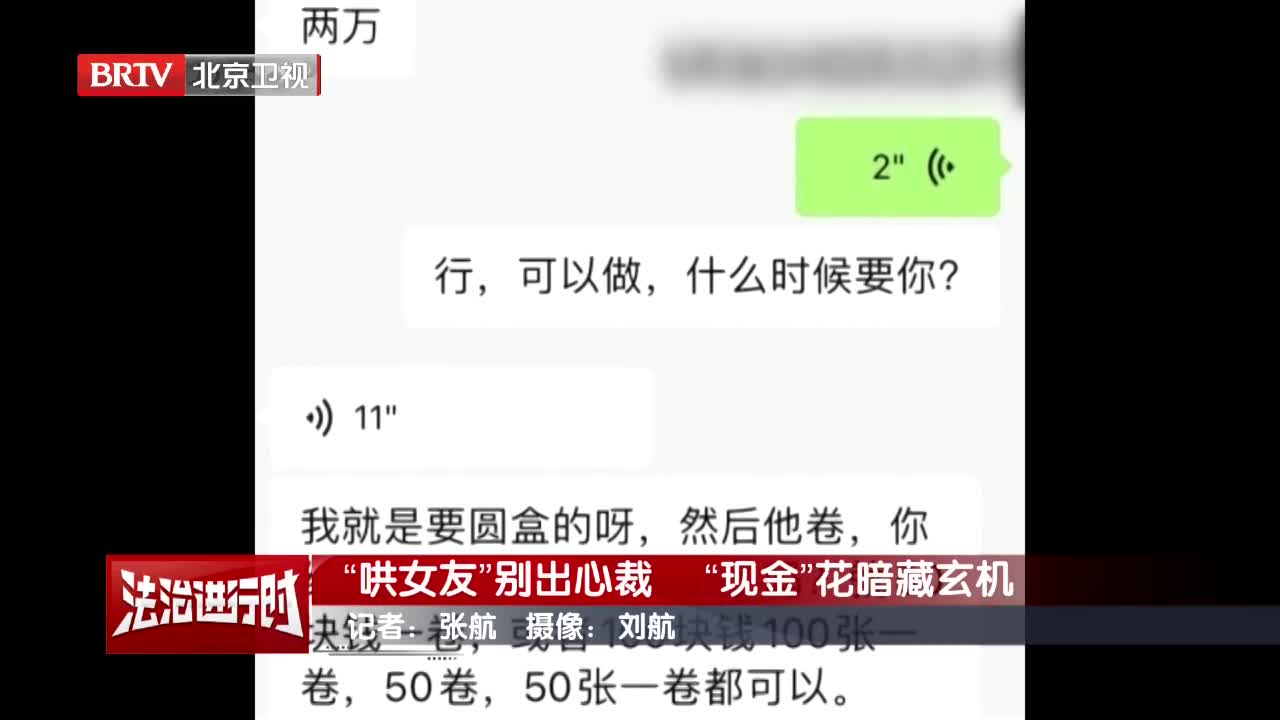 两万
BRTV 北京卫视
2"
行，可以做，什么时候要你？
11"
我就是要圆盒的呀，然后他卷，你
“哄女友”别出心裁 “现金”花暗藏玄机
法治进行时
记者：张航 摄像：刘航
块钱一卷，或者100块钱100张一
卷，50卷，50张一卷都可以。